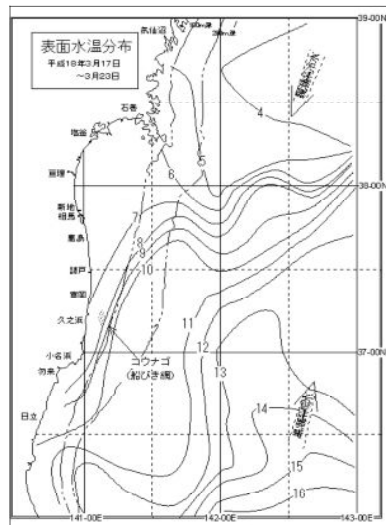 表面水温分布
平成18年3月17日
～3月23日
気仙沼
石巻
塩釜
亘理
新地
相馬
鹿島
請戸
富岡
久之浜
小名浜
勿来
日立
コウナゴ
(船びき網)
4
5
6
7
8
9
10
11
12
13
14
15
16
39-00N
38-00N
37-00N
141-00E
142-00E
143-00E